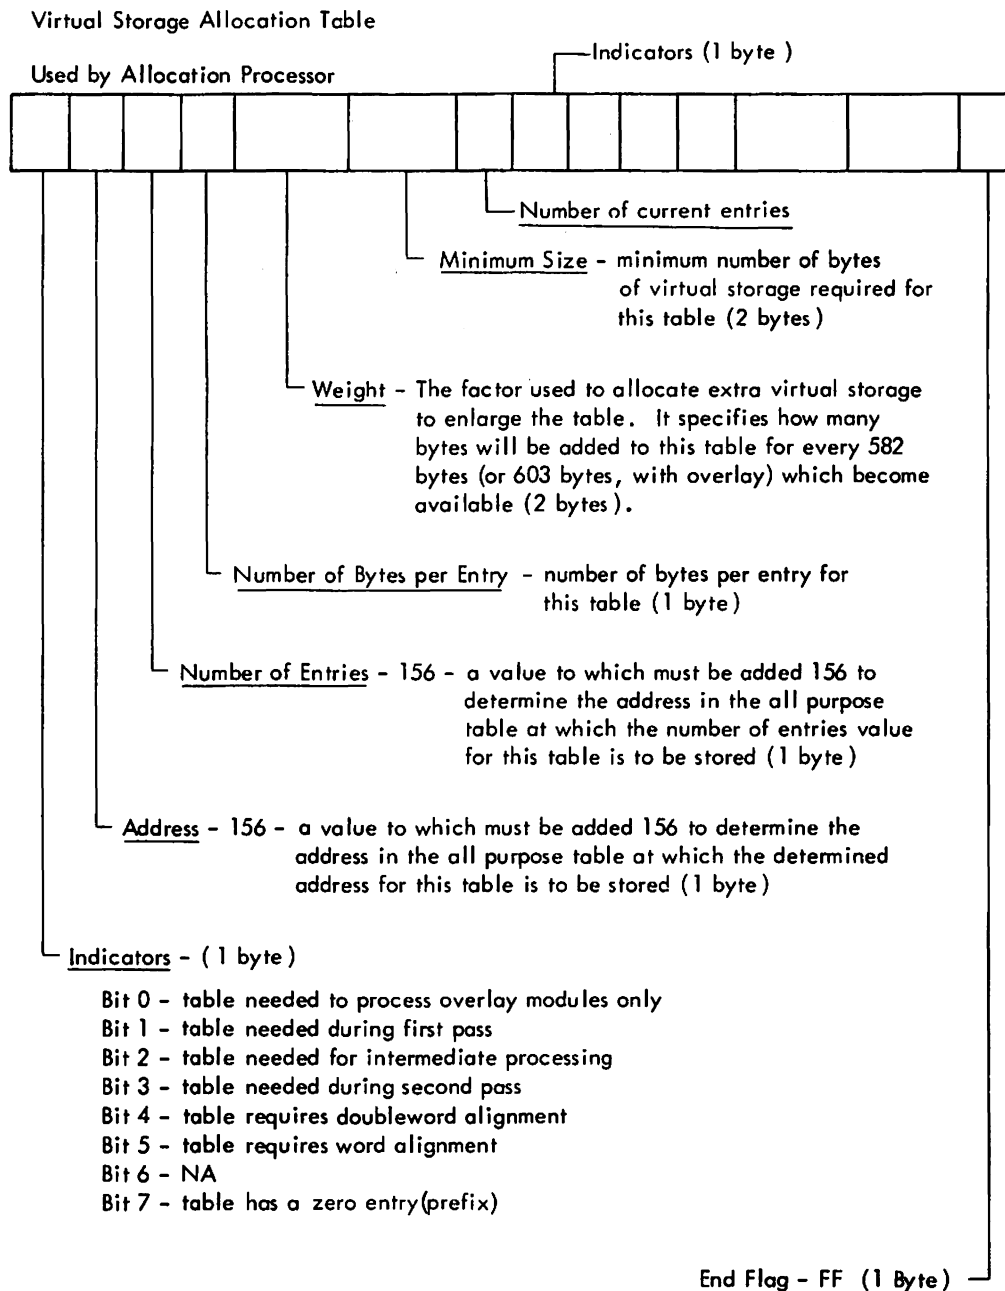 Virtual Storage Allocation Table
Indicators (1 byte)
Used by Allocation Processor
Number of current entries
Minimum Size - minimum number of bytes
of virtual storage required for
this table (2 bytes)
Weight - The factor used to allocate extra virtual storage
to enlarge the table. It specifies how many
bytes will be added to this table for every 582
bytes (or 603 bytes, with overlay) which become
available (2 bytes).
Number of Bytes per Entry - number of bytes per entry for
this table (1 byte)
Number of Entries - 156 - a value to which must be added 156 to
determine the address in the all purpose
table at which the number of entries value
for this table is to be stored (1 byte)
Address - 156 - a value to which must be added 156 to determine the
address in the all purpose table at which the determined
address for this table is to be stored (1 byte)
Indicators - (1 byte)
Bit 0 - table needed to process overlay modules only
Bit 1 - table needed during first pass
Bit 2 - table needed for intermediate processing
Bit 3 - table needed during second pass
Bit 4 - table requires doubleword alignment
Bit 5 - table requires word alignment
Bit 6 - NA
Bit 7 - table has a zero entry(prefix)
End Flag - FF (1 Byte)